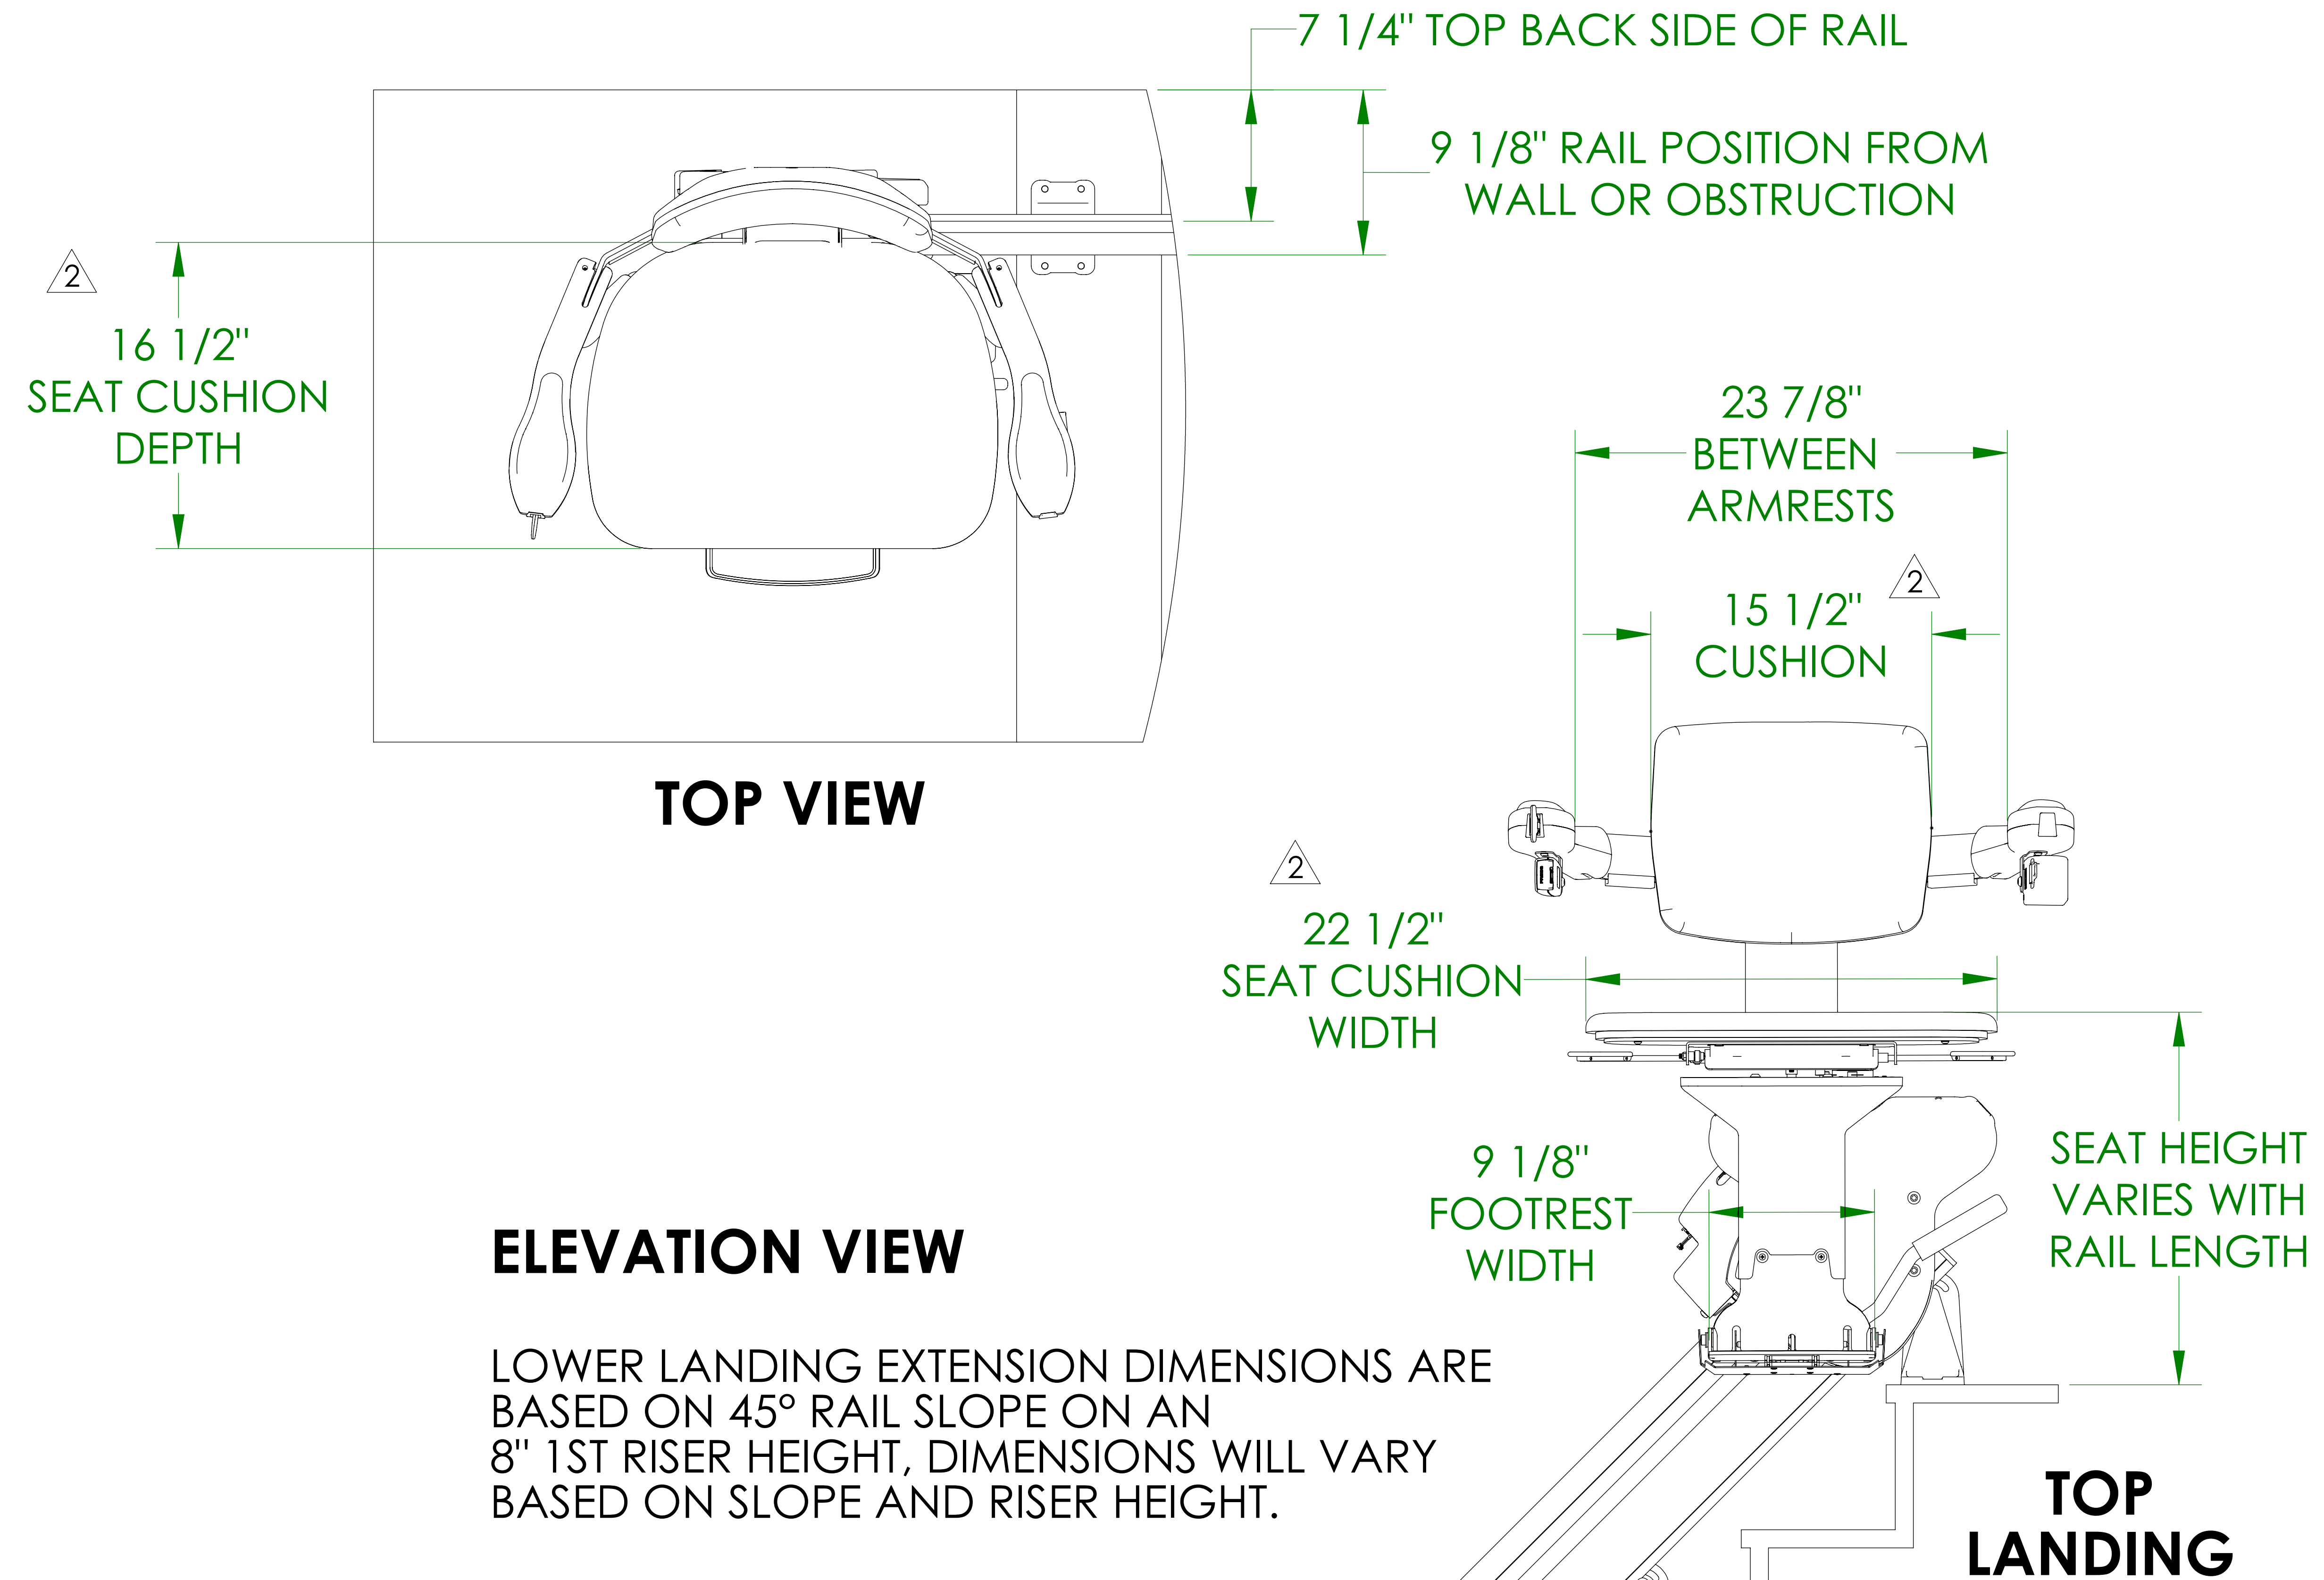 7 1/4" TOP BACK SIDE OF RAIL
9 1/8" RAIL POSITION FROM
WALL OR OBSTRUCTION
2
16 1/2"
SEAT CUSHION
DEPTH
TOP VIEW
23 7/8"
BETWEEN
ARMRESTS
2
15 1/2"
CUSHION
2
22 1/2"
SEAT CUSHION
WIDTH
9 1/8"
FOOTREST
WIDTH
SEAT HEIGHT
VARIES WITH
RAIL LENGTH
ELEVATION VIEW
LOWER LANDING EXTENSION DIMENSIONS ARE
BASED ON 45° RAIL SLOPE ON AN
8" 1ST RISER HEIGHT, DIMENSIONS WILL VARY
BASED ON SLOPE AND RISER HEIGHT.
TOP
LANDING